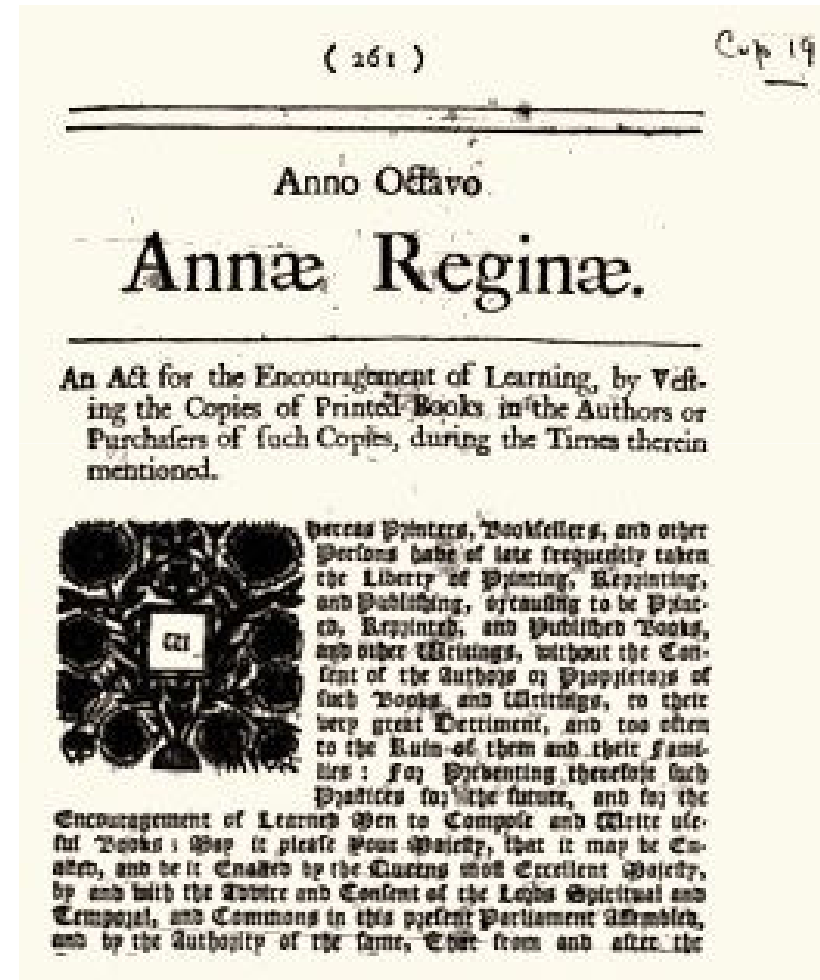 ( 261 )
Cap 19
Anno Octavo
Annæ Reginæ.
An Act for the Encouragement of Learning, by Veſt-
ing the Copies of Printed Books in the Authors or
Purchaſers of ſuch Copies, during the Times therein
mentioned.
W
hereas Printers, Bookſellers, and other
Perſons have of late frequently taken
the Liberty of Printing, Reprinting,
and Publiſhing, or cauſing to be Print-
ed, Reprinted, and Publiſhed Books,
and other Writings, without the Con-
ſent of the Authors or Proprietors of
ſuch Books and Writings, to their
very great Detriment, and too often
to the Ruin of them and their Fami-
lies : For Preventing therefore ſuch
Practices for the future, and for the
Encouragement of Learned Men to Compoſe and Write uſe-
ful Books ; May it pleaſe Your Majeſty, that it may be En-
acted, and be it Enacted by the Queens moſt Excellent Majeſty,
by and with the Advice and Conſent of the Lords Spiritual and
Temporal, and Commons in this preſent Parliament Aſſembled,
and by the Authority of the ſame, That from and after the